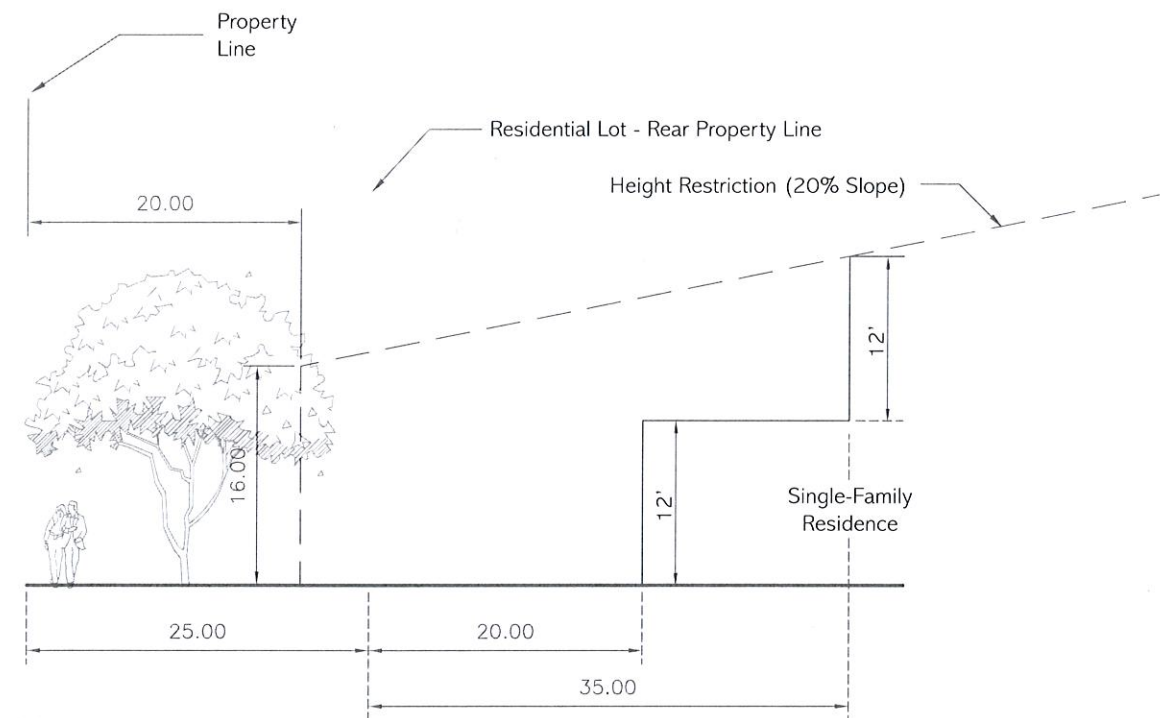 Property
Line
Residential Lot - Rear Property Line
Height Restriction (20% Slope)
20.00
16.00
12'
12'
Single-Family
Residence
25.00
20.00
35.00